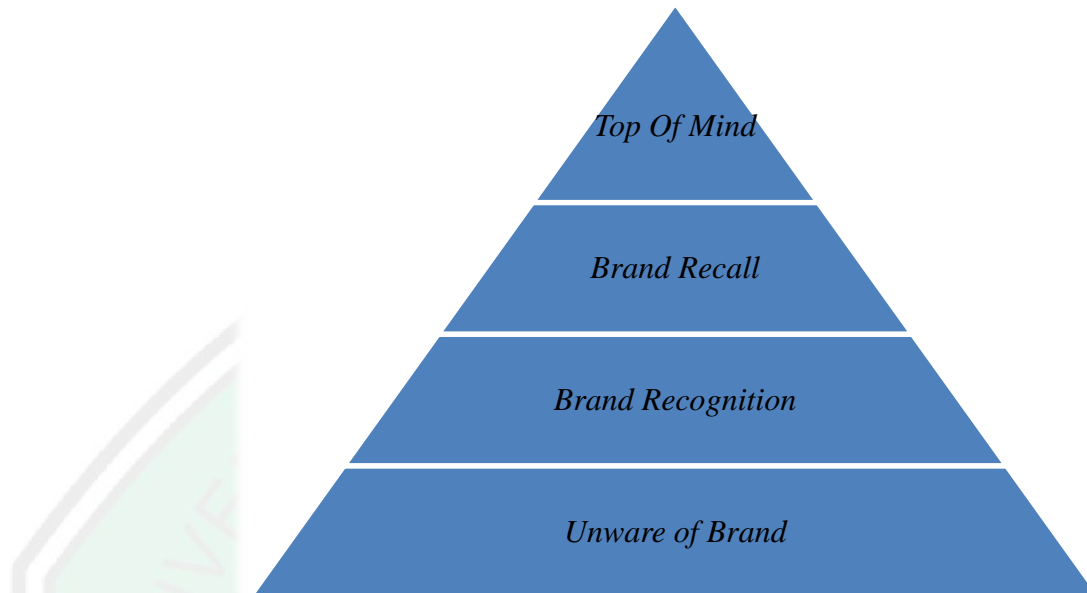 Top Of Mind
Brand Recall
Brand Recognition
Unware of Brand